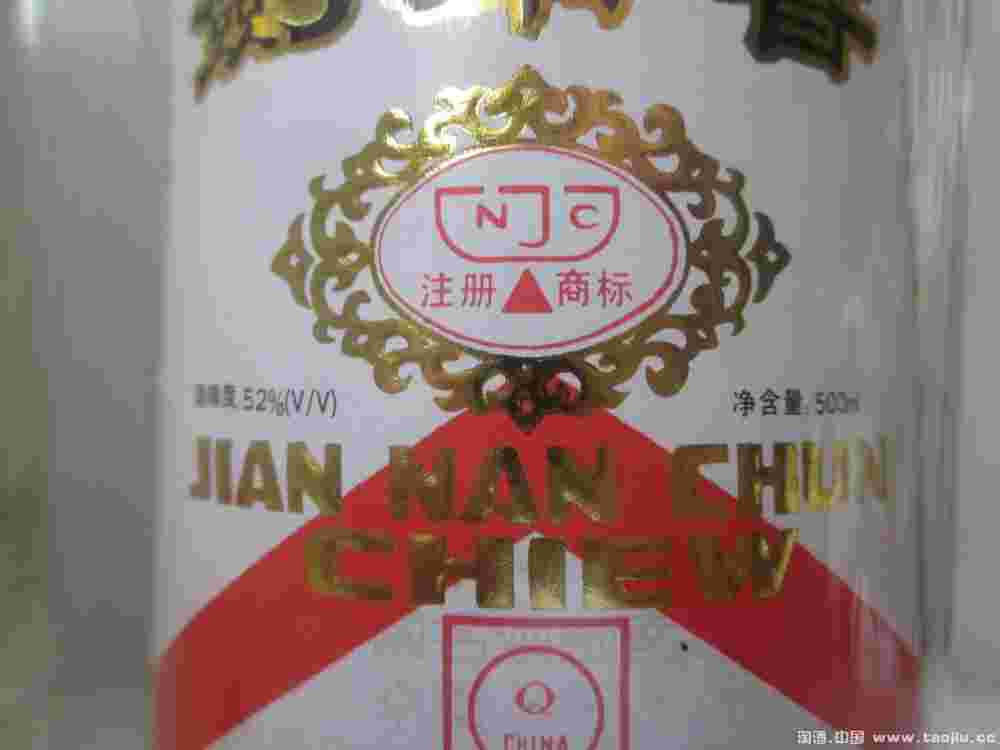 N J C
注册 商标
酒精度:52%(V/V)
净含量:500ml
JIAN NAN CHUN
CHIEW
Q
CHINA
淘酒.中国 www.taojiu.cc